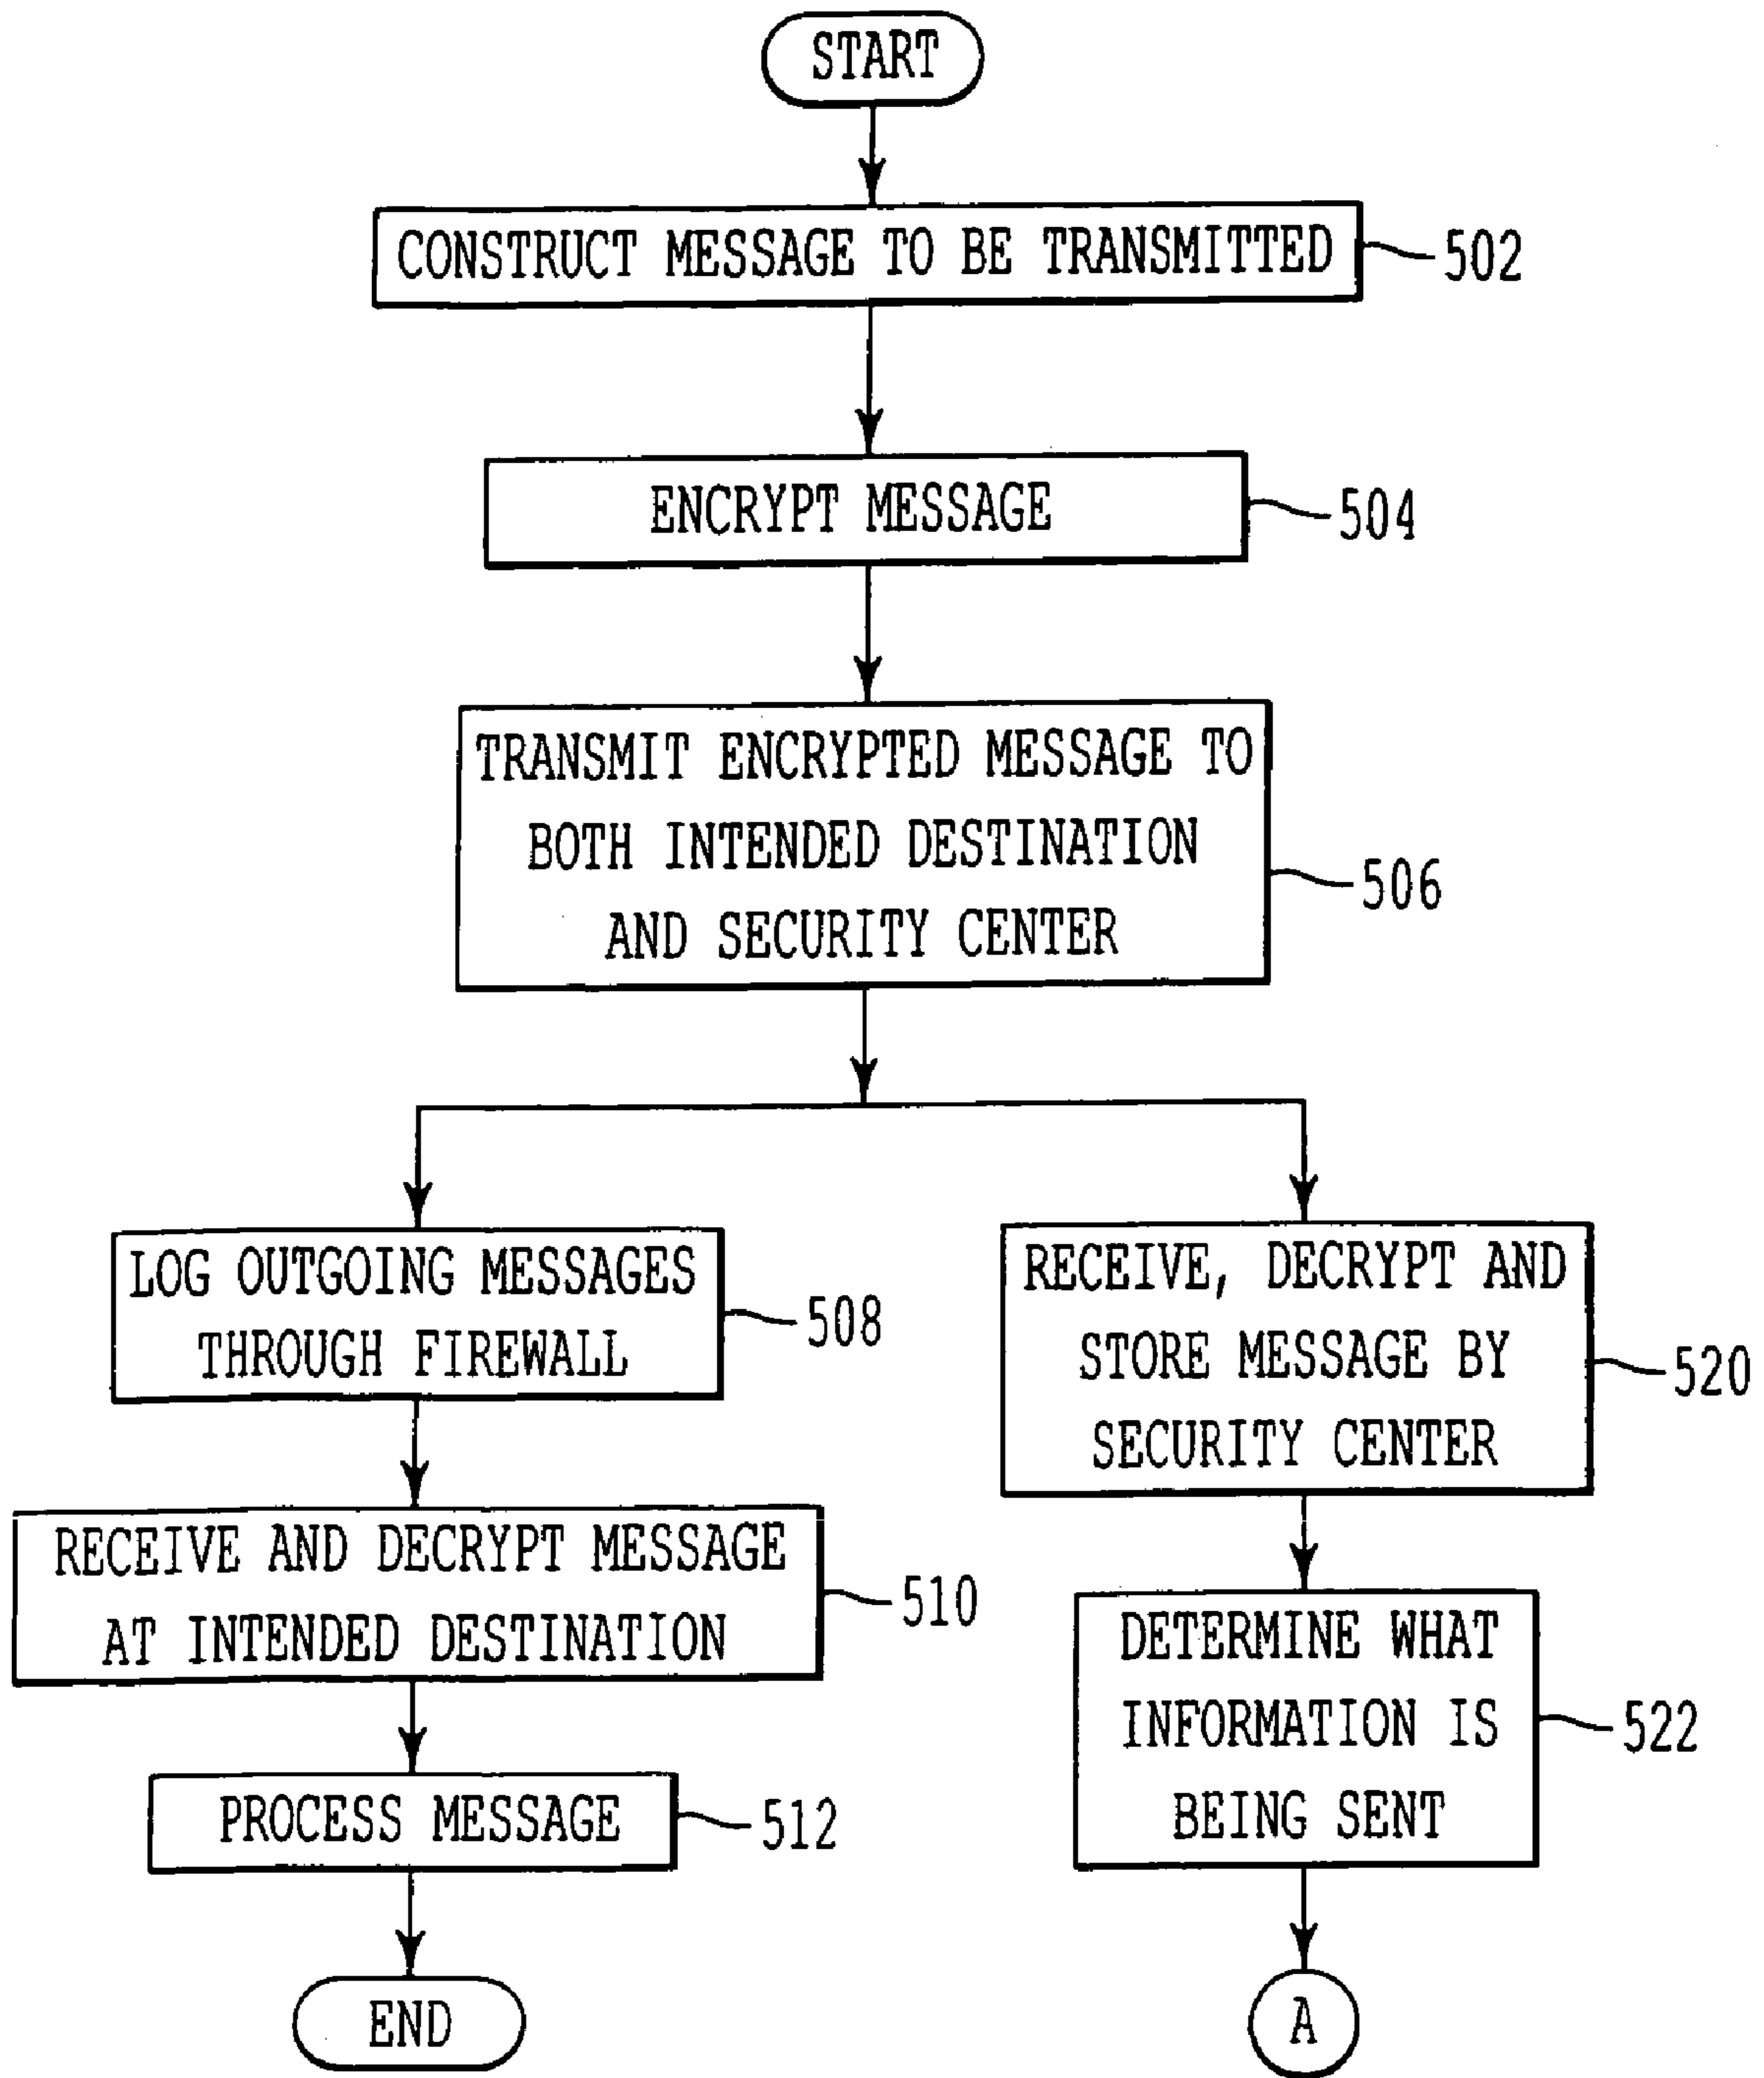 START
CONSTRUCT MESSAGE TO BE TRANSMITTED
502
ENCRYPT MESSAGE
504
TRANSMIT ENCRYPTED MESSAGE TO
BOTH INTENDED DESTINATION
AND SECURITY CENTER
506
LOG OUTGOING MESSAGES
THROUGH FIREWALL
508
RECEIVE AND DECRYPT MESSAGE
AT INTENDED DESTINATION
510
PROCESS MESSAGE
512
END
RECEIVE, DECRYPT AND
STORE MESSAGE BY
SECURITY CENTER
520
DETERMINE WHAT
INFORMATION IS
BEING SENT
522
A